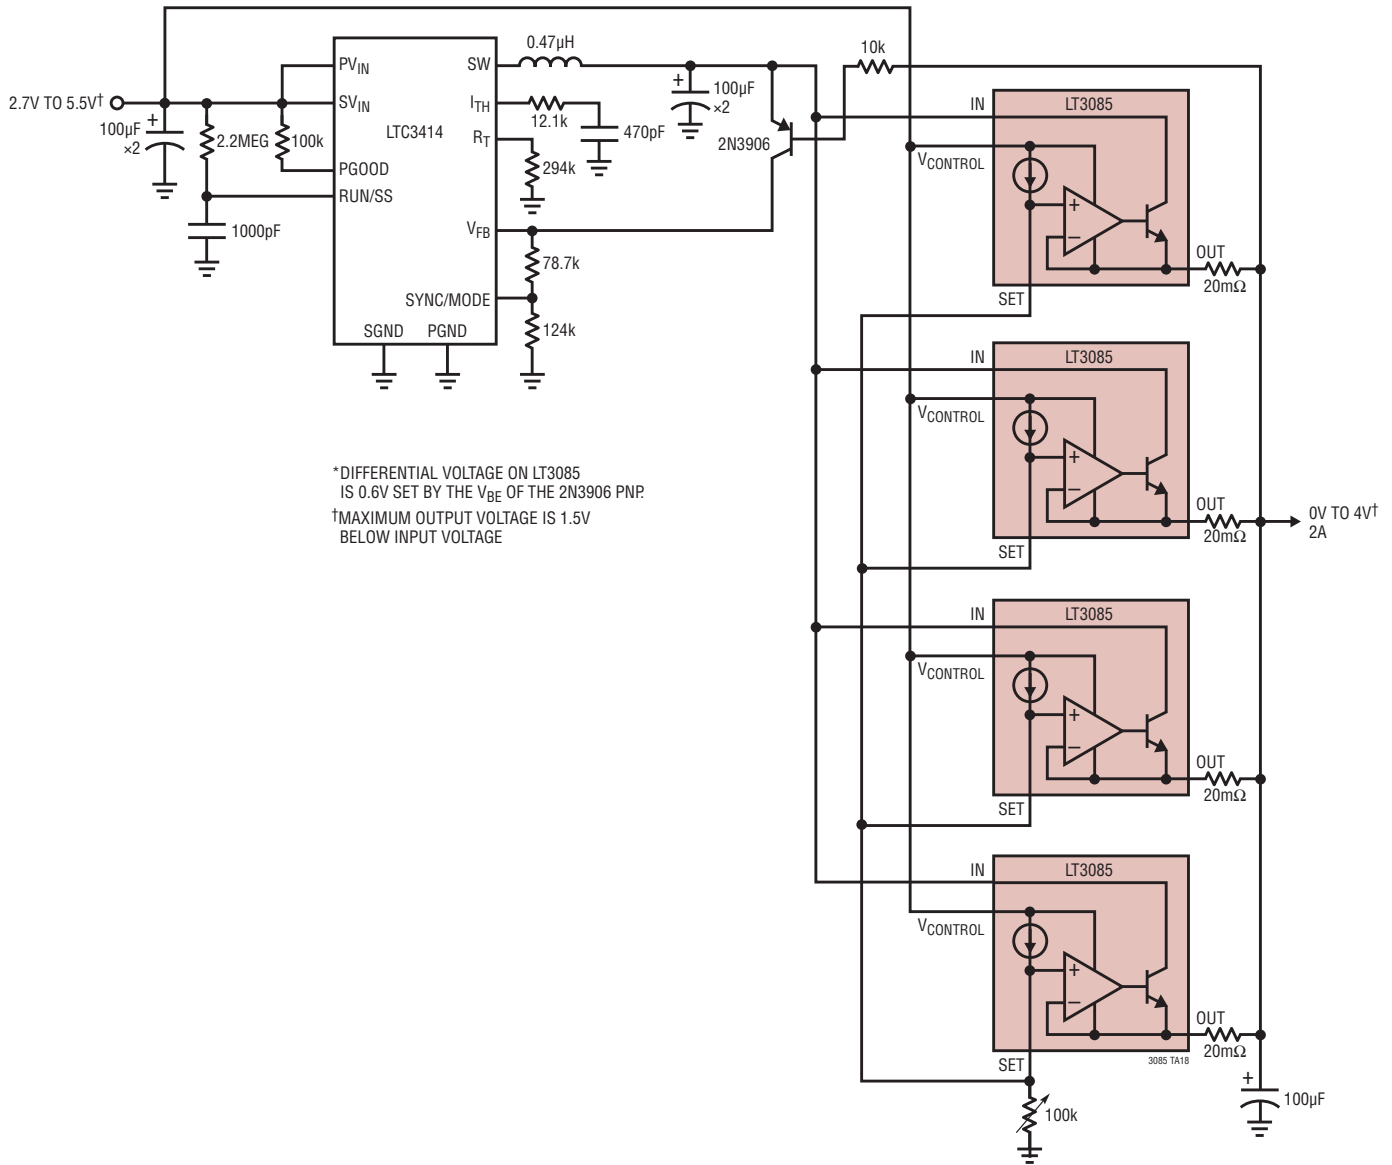 0.47µH
10k
PVIN
SW
2.7V TO 5.5V†
SVIN
ITH
+
100µF
×2
IN
LT3085
+
100µF
×2
2.2MEG
100k
LTC3414
12.1k
470pF
RT
2N3906
VCONTROL
PGOOD
294k
RUN/SS
+
–
1000pF
VFB
OUT
78.7k
20mΩ
SYNC/MODE
SET
SGND
PGND
124k
IN
LT3085
VCONTROL
+
–
*DIFFERENTIAL VOLTAGE ON LT3085
IS 0.6V SET BY THE VBE OF THE 2N3906 PNP.
†MAXIMUM OUTPUT VOLTAGE IS 1.5V
BELOW INPUT VOLTAGE
OUT
20mΩ
0V TO 4V†
2A
SET
IN
LT3085
VCONTROL
+
–
OUT
20mΩ
SET
IN
LT3085
VCONTROL
+
–
OUT
20mΩ
3085 TA18
SET
+
100µF
100k